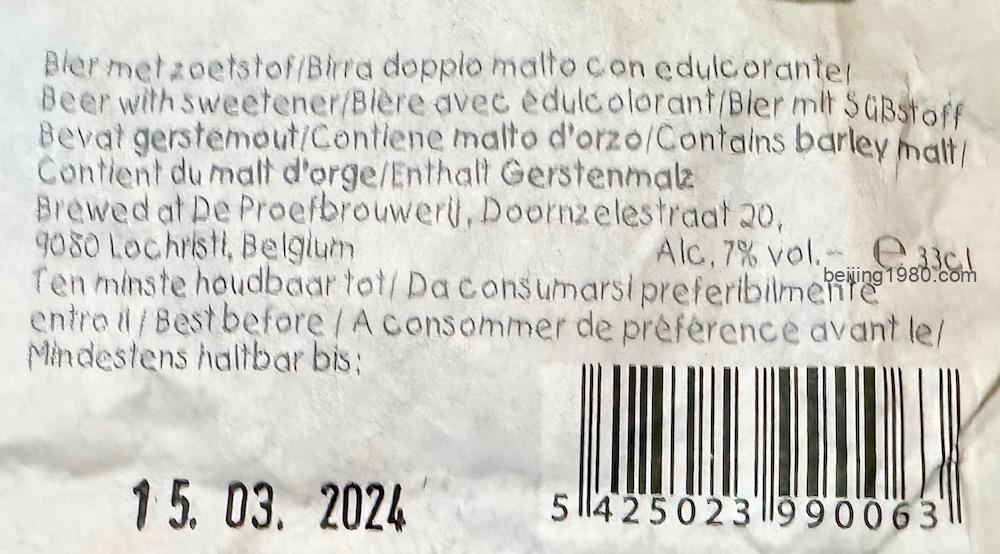 Bier met zoetstof/Birra doppio malto con edulcorante/
Beer with sweetener/Bière avec édulcolorant/Bier mit Süßstoff
Bevat gerstemout/Contiene malto d'orzo/Contains barley malt/
Contient du malt d'orge/Enthalt Gerstenmalz
Brewed at De Proefbrouwerij, Doornzelestraat 20,
9080 Lochristi, Belgium Alc. 7% vol. - ℮ 33cl
beijing1980.com
Ten minste houdbaar tot/ Da consumarsi preferibilmente
entro il / Best before / A consommer de préférence avant le/
Mindestens haltbar bis:
15. 03. 2024
5 425023 990063